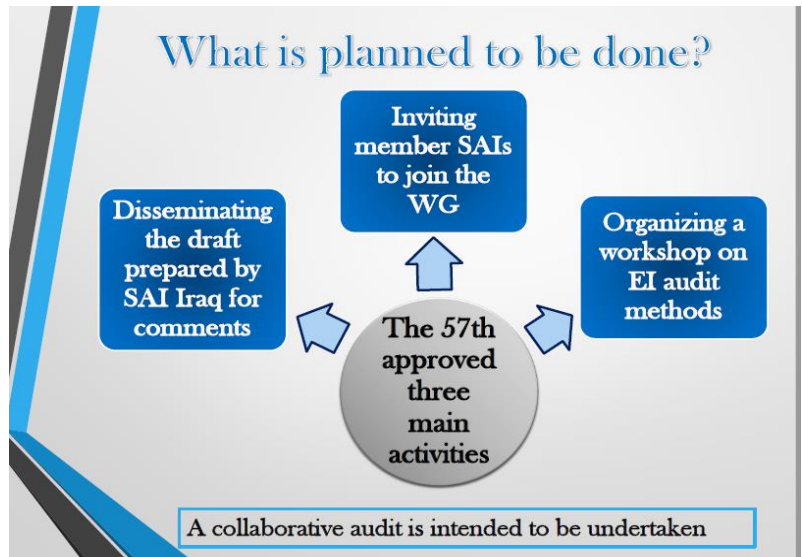 What is planned to be done?
Inviting
member SAIs
to join the
WG
Disseminating
the draft
prepared by
SAI Iraq for
comments
Organizing a
workshop on
EI audit
methods
The 57th
approved
three
main
activities
A collaborative audit is intended to be undertaken